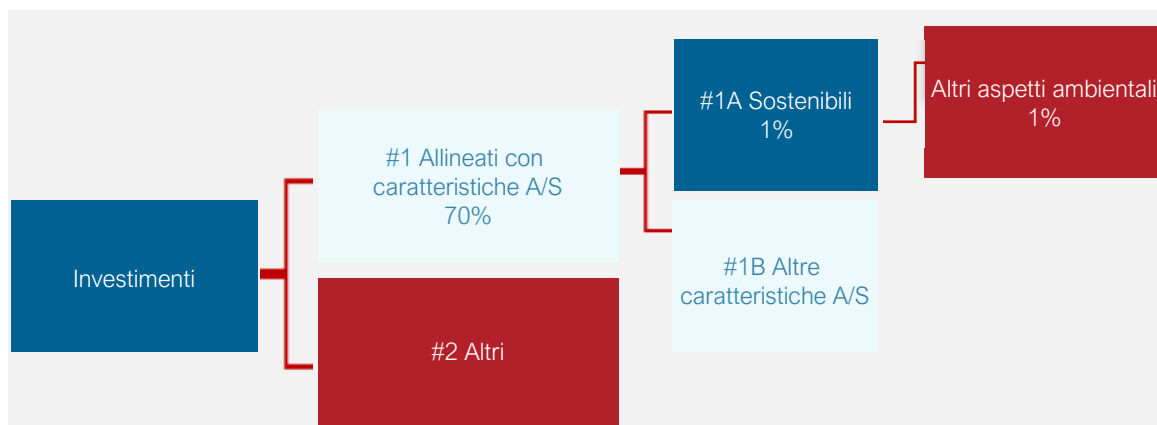 Investimenti
#1 Allineati con
caratteristiche A/S
70%
#2 Altri
#1A Sostenibili
1%
#1B Altre
caratteristiche A/S
Altri aspetti ambientali
1%